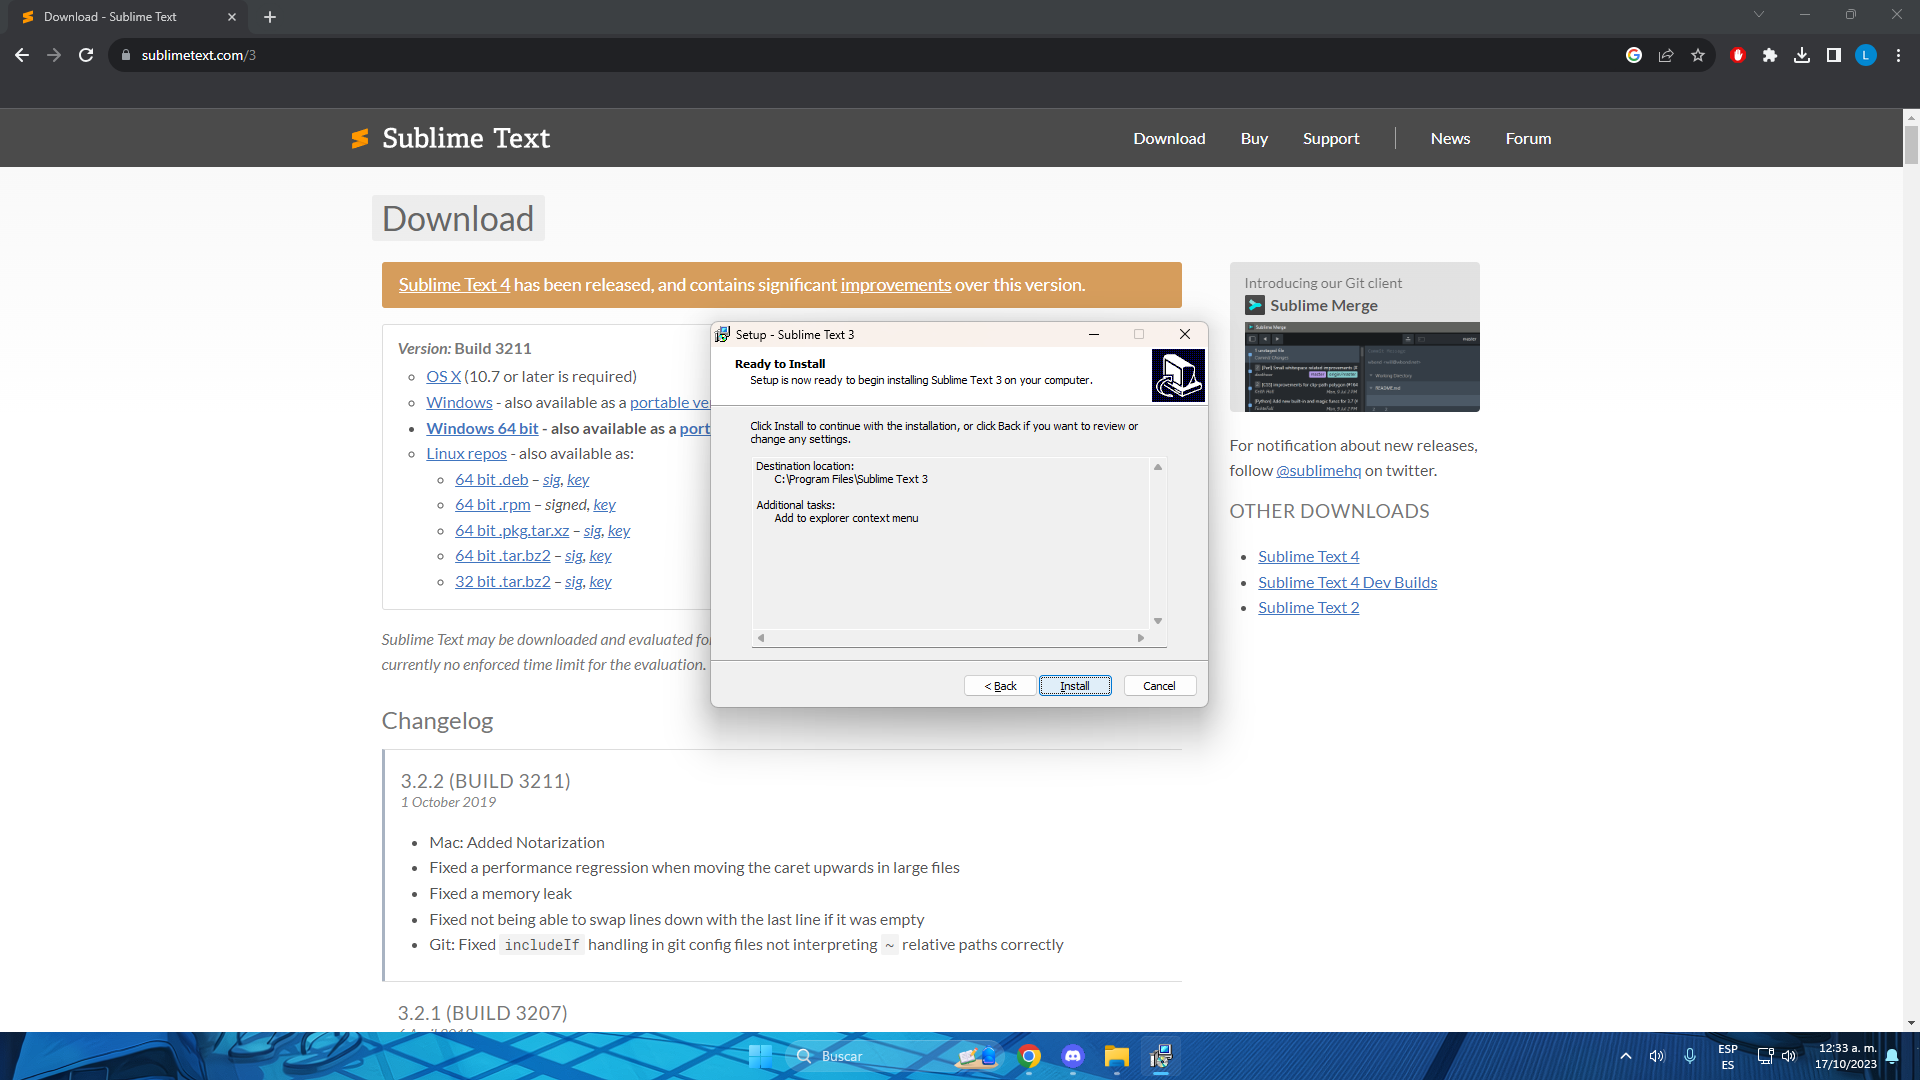 Download - Sublime Text
sublimetext.com/3
L
Sublime Text
Download
Buy
Support
News
Forum
Download
Sublime Text 4 has been released, and contains significant improvements over this version.
Version: Build 3211
OS X (10.7 or later is required)
Windows - also available as a portable ve
Windows 64 bit - also available as a port
Linux repos - also available as:
64 bit .deb – sig, key
64 bit .rpm – signed, key
64 bit .pkg.tar.xz – sig, key
64 bit .tar.bz2 – sig, key
32 bit .tar.bz2 – sig, key
Sublime Text may be downloaded and evaluated fo
currently no enforced time limit for the evaluation.
Setup - Sublime Text 3
Ready to Install
Setup is now ready to begin installing Sublime Text 3 on your computer.
Click Install to continue with the installation, or click Back if you want to review or
change any settings.
Destination location:
C:\Program Files\Sublime Text 3
Additional tasks:
Add to explorer context menu
< Back
Install
Cancel
Introducing our Git client
Sublime Merge
Sublime Merge
For notification about new releases,
follow @sublimehq on twitter.
OTHER DOWNLOADS
Sublime Text 4
Sublime Text 4 Dev Builds
Sublime Text 2
Changelog
3.2.2 (BUILD 3211)
1 October 2019
Mac: Added Notarization
Fixed a performance regression when moving the caret upwards in large files
Fixed a memory leak
Fixed not being able to swap lines down with the last line if it was empty
Git: Fixed includeIf handling in git config files not interpreting ~ relative paths correctly
3.2.1 (BUILD 3207)
Buscar
ESP
ES
12:33 a. m.
17/10/2023